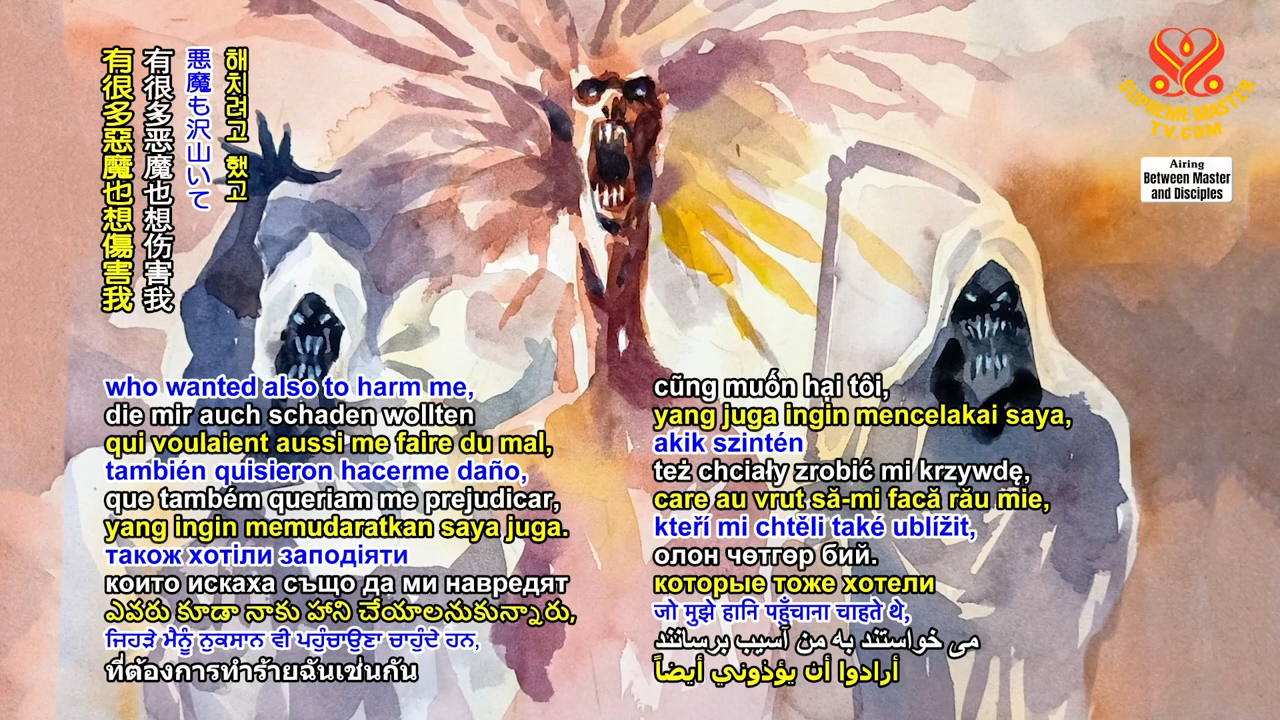 해치려고 했고
悪魔も沢山いて
有很多恶魔也想伤害我
有很多惡魔也想傷害我
SUPREME MASTER
TV.COM
Airing
Between Master
and Disciples
who wanted also to harm me,
die mir auch schaden wollten
qui voulaient aussi me faire du mal,
también quisieron hacerme daño,
que também queriam me prejudicar,
yang ingin memudaratkan saya juga.
також хотіли заподіяти
които искаха също да ми навредят
ఎవరు కూడా నాకు హాని చేయాలనుకున్నారు,
ਜਿਹੜੇ ਮੈਨੂੰ ਨੁਕਸਾਨ ਵੀ ਪਹੁੰਚਾਉਣਾ ਚਾਹੁੰਦੇ ਹਨ,
ที่ต้องการทำร้ายฉันเช่นกัน
cũng muốn hại tôi,
yang juga ingin mencelakai saya,
akik szintén
też chciały zrobić mi krzywdę,
care au vrut să-mi facă rău mie,
kteří mi chtěli také ublížit,
олон чөтгөр бий.
которые тоже хотели
जो मुझे हानि पहुँचाना चाहते थे,
می خواستند به من آسیب برسانند
أرادوا أن يؤذوني أيضاً